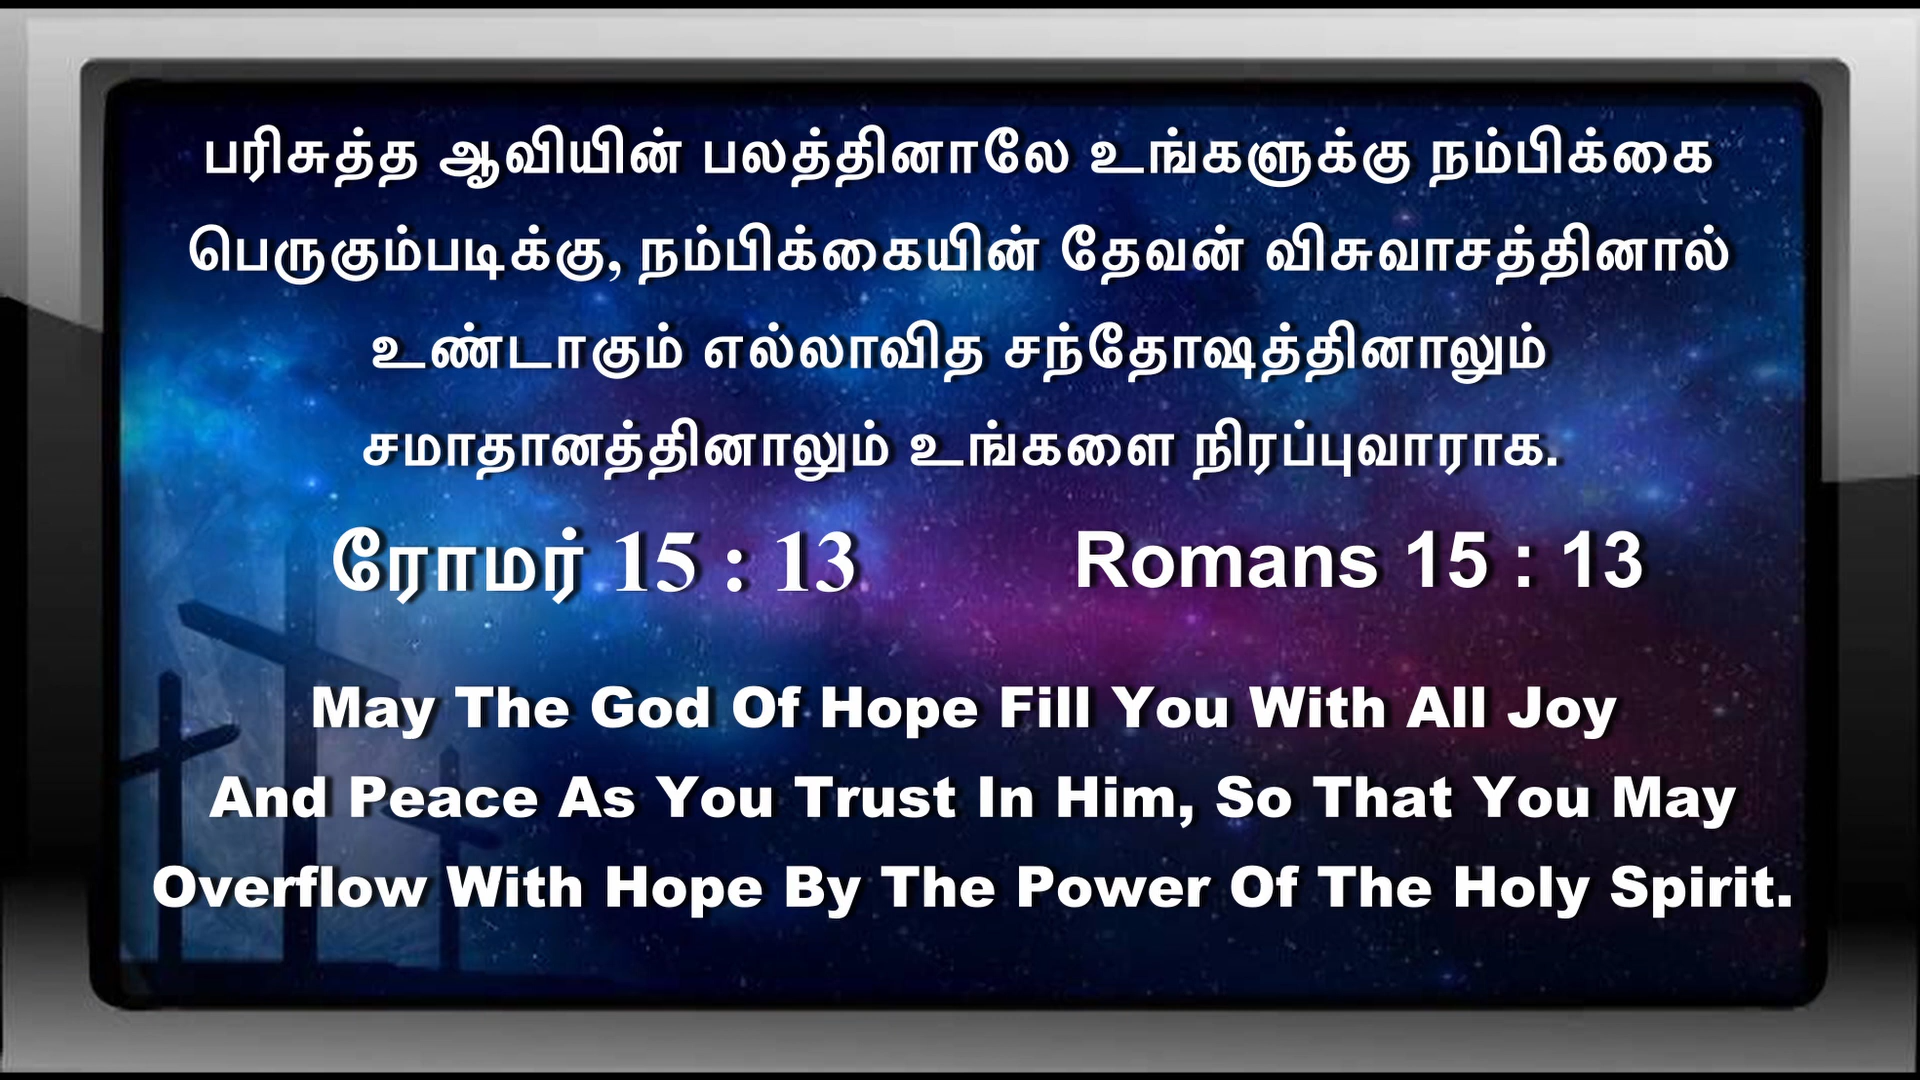 பரிசுத்த ஆவியின் பலத்தினாலே உங்களுக்கு நம்பிக்கை
பெருகும்படிக்கு, நம்பிக்கையின் தேவன் விசுவாசத்தினால்
உண்டாகும் எல்லாவித சந்தோஷத்தினாலும்
சமாதானத்தினாலும் உங்களை நிரப்புவாராக.
ரோமர் 15 : 13 Romans 15 : 13
May The God Of Hope Fill You With All Joy
And Peace As You Trust In Him, So That You May
Overflow With Hope By The Power Of The Holy Spirit.